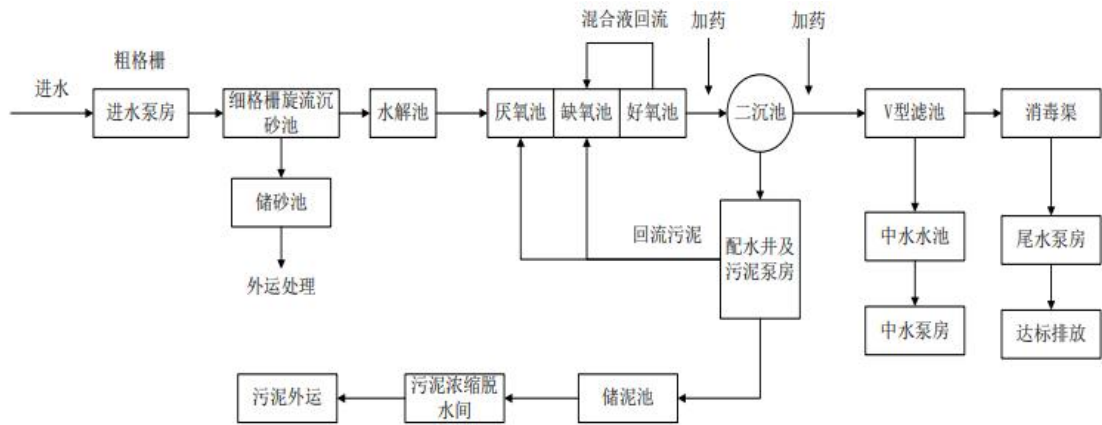 混合液回流
加药
加药
粗格栅
进水
进水泵房
细格栅旋流沉
砂池
水解池
厌氧池
缺氧池
好氧池
二沉池
V型滤池
消毒渠
储砂池
回流污泥
配水井及
污泥泵房
中水水池
尾水泵房
外运处理
中水泵房
达标排放
污泥外运
污泥浓缩脱
水间
储泥池